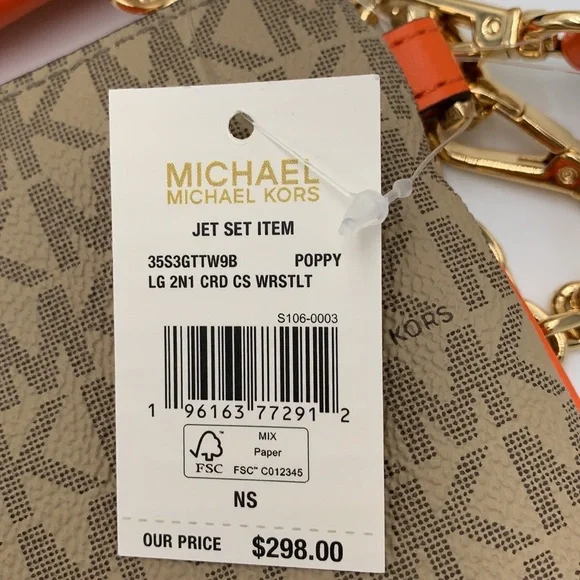 MICHAEL
MICHAEL KORS
JET SET ITEM
35S3GTTW9B POPPY
LG 2N1 CRD CS WRSTLT
S106-0003
1 96163 77291 2
FSC
MIX
Paper
FSC™ C012345
NS
OUR PRICE $298.00
KORS